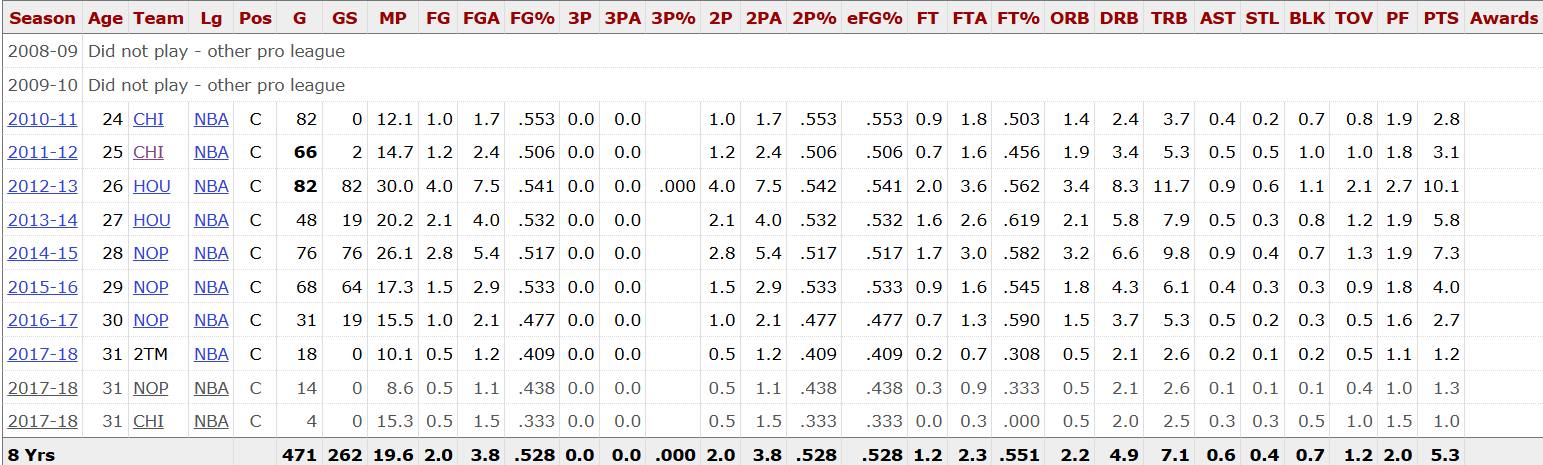 Season Age Team Lg Pos G GS MP FG FGA FG% 3P 3PA 3P% 2P 2PA 2P% eFG% FT FTA FT% ORB DRB TRB AST STL BLK TOV PF PTS Awards
2008-09 Did not play - other pro league
2009-10 Did not play - other pro league
2010-11 24 CHI NBA C 82 0 12.1 1.0 1.7 .553 0.0 0.0 1.0 1.7 .553 .553 0.9 1.8 .503 1.4 2.4 3.7 0.4 0.2 0.7 0.8 1.9 2.8
2011-12 25 CHI NBA C 66 2 14.7 1.2 2.4 .506 0.0 0.0 1.2 2.4 .506 .506 0.7 1.6 .456 1.9 3.4 5.3 0.5 0.5 1.0 1.0 1.8 3.1
2012-13 26 HOU NBA C 82 82 30.0 4.0 7.5 .541 0.0 0.0 .000 4.0 7.5 .542 .541 2.0 3.6 .562 3.4 8.3 11.7 0.9 0.6 1.1 2.1 2.7 10.1
2013-14 27 HOU NBA C 48 19 20.2 2.1 4.0 .532 0.0 0.0 2.1 4.0 .532 .532 1.6 2.6 .619 2.1 5.8 7.9 0.5 0.3 0.8 1.2 1.9 5.8
2014-15 28 NOP NBA C 76 76 26.1 2.8 5.4 .517 0.0 0.0 2.8 5.4 .517 .517 1.7 3.0 .582 3.2 6.6 9.8 0.9 0.4 0.7 1.3 1.9 7.3
2015-16 29 NOP NBA C 68 64 17.3 1.5 2.9 .533 0.0 0.0 1.5 2.9 .533 .533 0.9 1.6 .545 1.8 4.3 6.1 0.4 0.3 0.3 0.9 1.8 4.0
2016-17 30 NOP NBA C 31 19 15.5 1.0 2.1 .477 0.0 0.0 1.0 2.1 .477 .477 0.7 1.3 .590 1.5 3.7 5.3 0.5 0.2 0.3 0.5 1.6 2.7
2017-18 31 2TM NBA C 18 0 10.1 0.5 1.2 .409 0.0 0.0 0.5 1.2 .409 .409 0.2 0.7 .308 0.5 2.1 2.6 0.2 0.1 0.2 0.5 1.1 1.2
2017-18 31 NOP NBA C 14 0 8.6 0.5 1.1 .438 0.0 0.0 0.5 1.1 .438 .438 0.3 0.9 .333 0.5 2.1 2.6 0.1 0.1 0.1 0.4 1.0 1.3
2017-18 31 CHI NBA C 4 0 15.3 0.5 1.5 .333 0.0 0.0 0.5 1.5 .333 .333 0.0 0.3 .000 0.5 2.0 2.5 0.3 0.3 0.5 1.0 1.5 1.0
8 Yrs 471 262 19.6 2.0 3.8 .528 0.0 0.0 .000 2.0 3.8 .528 .528 1.2 2.3 .551 2.2 4.9 7.1 0.6 0.4 0.7 1.2 2.0 5.3